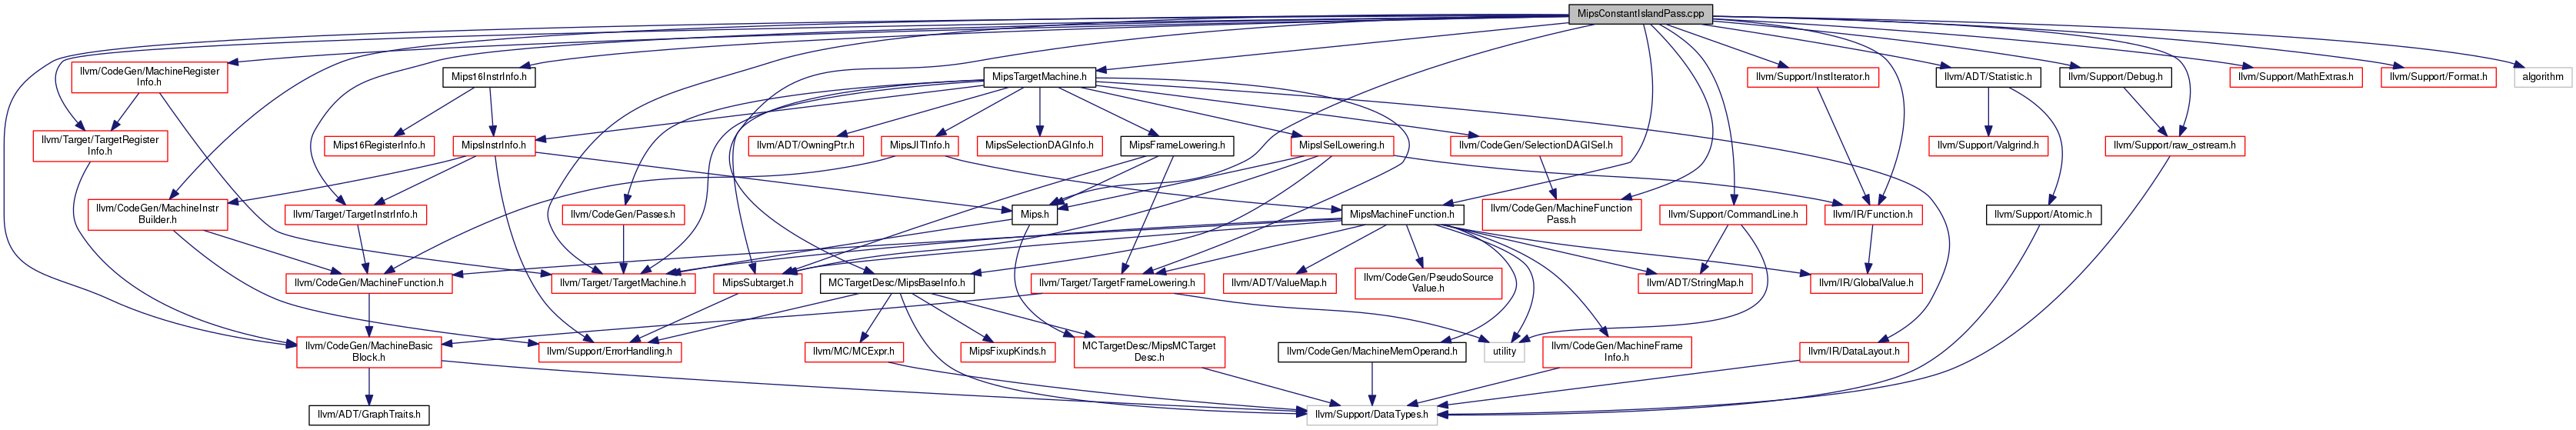 MipsConstantIslandPass.cpp
llvm/CodeGen/MachineRegister
Info.h
Mips16InstrInfo.h
MipsTargetMachine.h
llvm/Support/InstIterator.h
llvm/ADT/Statistic.h
llvm/Support/Debug.h
llvm/Support/MathExtras.h
llvm/Support/Format.h
algorithm
llvm/Target/TargetRegister
Info.h
Mips16RegisterInfo.h
MipsInstrInfo.h
llvm/ADT/OwningPtr.h
MipsJITInfo.h
MipsSelectionDAGInfo.h
MipsFrameLowering.h
MipsISelLowering.h
llvm/CodeGen/SelectionDAGISel.h
llvm/Support/Valgrind.h
llvm/Support/raw_ostream.h
llvm/CodeGen/MachineInstr
Builder.h
llvm/Target/TargetInstrInfo.h
llvm/CodeGen/Passes.h
Mips.h
MipsMachineFunction.h
llvm/CodeGen/MachineFunction
Pass.h
llvm/Support/CommandLine.h
llvm/IR/Function.h
llvm/Support/Atomic.h
llvm/CodeGen/MachineFunction.h
llvm/Target/TargetMachine.h
MipsSubtarget.h
MCTargetDesc/MipsBaseInfo.h
llvm/Target/TargetFrameLowering.h
llvm/ADT/ValueMap.h
llvm/CodeGen/PseudoSource
Value.h
llvm/ADT/StringMap.h
llvm/IR/GlobalValue.h
llvm/CodeGen/MachineBasic
Block.h
llvm/Support/ErrorHandling.h
llvm/MC/MCExpr.h
MipsFixupKinds.h
MCTargetDesc/MipsMCTarget
Desc.h
llvm/CodeGen/MachineMemOperand.h
utility
llvm/CodeGen/MachineFrame
Info.h
llvm/IR/DataLayout.h
llvm/ADT/GraphTraits.h
llvm/Support/DataTypes.h